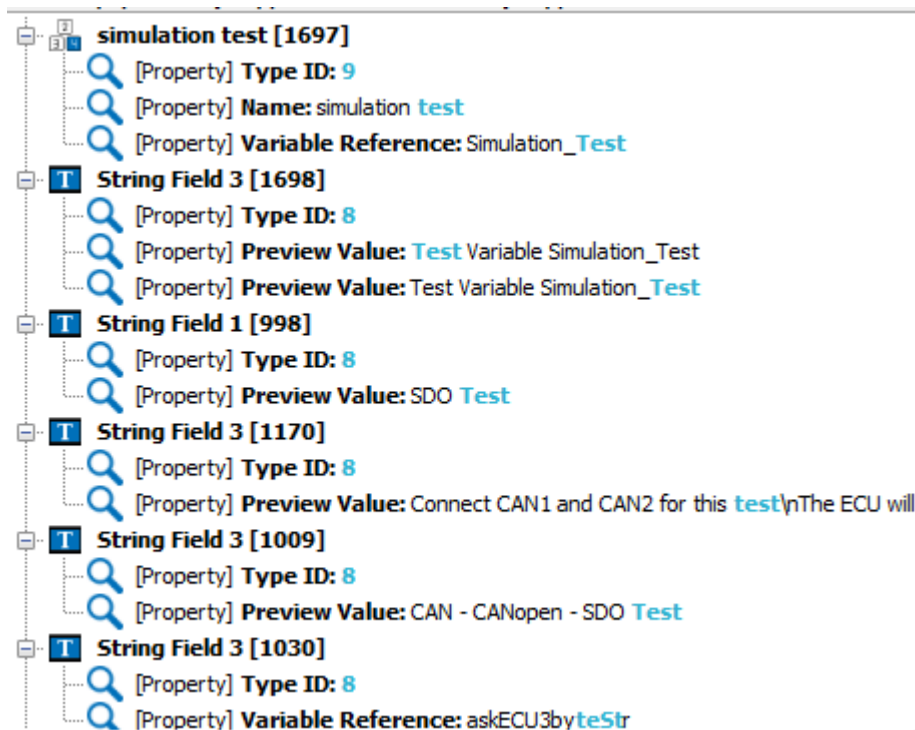 simulation test [1697]
[Property] Type ID: 9
[Property] Name: simulation test
[Property] Variable Reference: Simulation_Test
String Field 3 [1698]
[Property] Type ID: 8
[Property] Preview Value: Test Variable Simulation_Test
[Property] Preview Value: Test Variable Simulation_Test
String Field 1 [998]
[Property] Type ID: 8
[Property] Preview Value: SDO Test
String Field 3 [1170]
[Property] Type ID: 8
[Property] Preview Value: Connect CAN1 and CAN2 for this test\nThe ECU will
String Field 3 [1009]
[Property] Type ID: 8
[Property] Preview Value: CAN - CANopen - SDO Test
String Field 3 [1030]
[Property] Type ID: 8
[Property] Variable Reference: askECU3byteStr